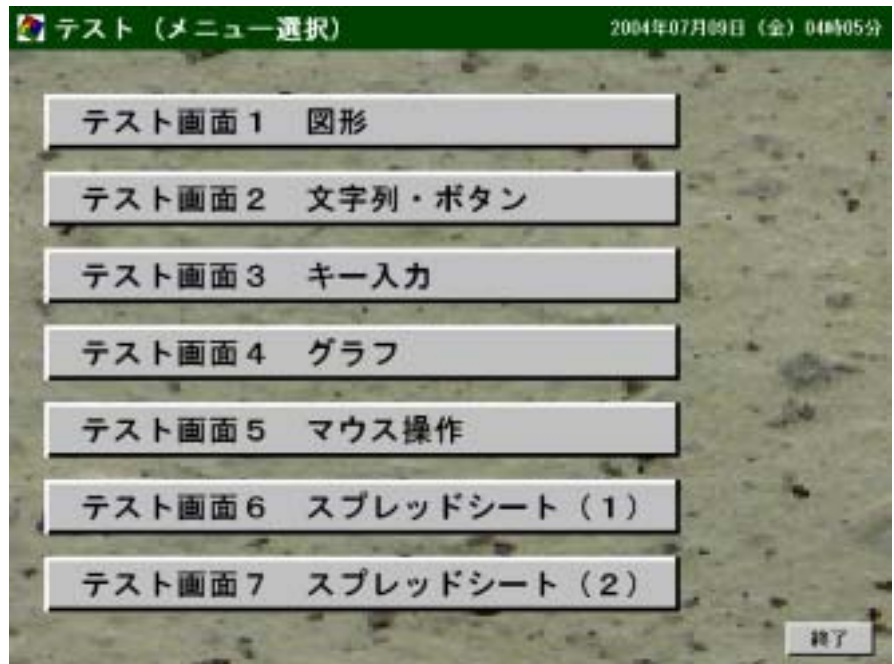 テスト（メニュー選択）
2004年07月09日（金）04時05分
テスト画面１　図形
テスト画面２　文字列・ボタン
テスト画面３　キー入力
テスト画面４　グラフ
テスト画面５　マウス操作
テスト画面６　スプレッドシート（１）
テスト画面７　スプレッドシート（２）
終了